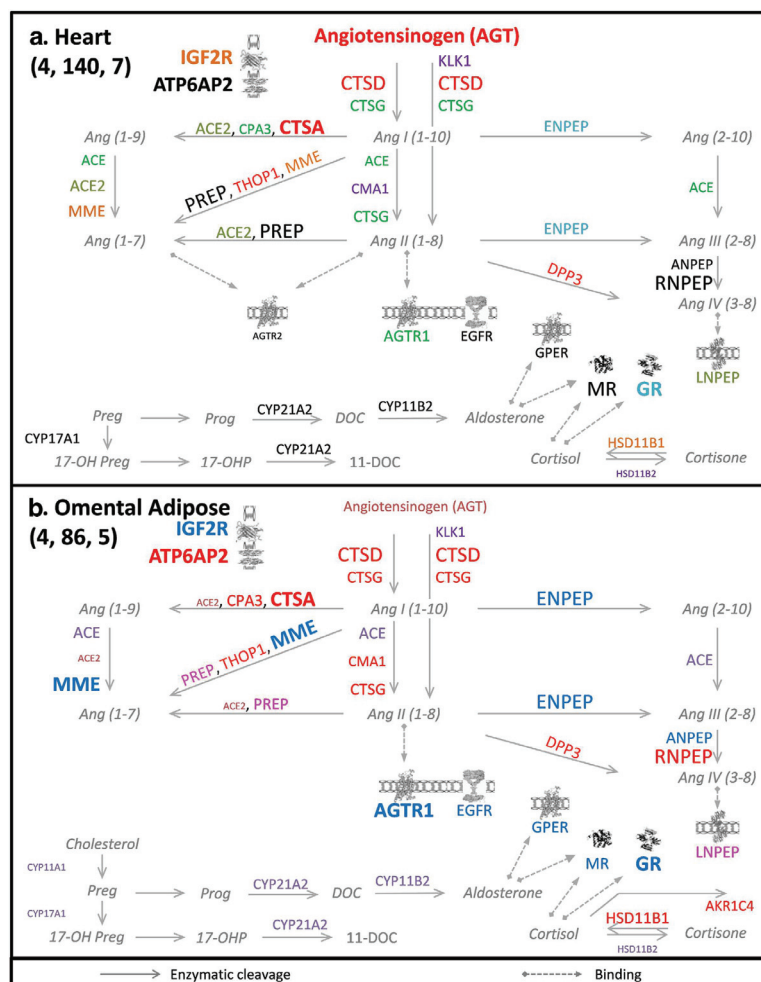 a. Heart
(4, 140, 7)
IGF2R
ATP6AP2
Angiotensinogen (AGT)
KLK1
CTSD CTSD
CTSG CTSG
Ang (1-9) ACE2, CPA3, CTSA Ang I (1-10) ENPEP Ang (2-10)
ACE ACE
ACE2 PREP, THOP1, MME CMA1 ACE
MME CTSG
Ang (1-7) ACE2, PREP Ang II (1-8) ENPEP Ang III (2-8)
DPP3 ANPEP
RNPEP
Ang IV (3-8)
AGTR2 AGTR1 EGFR GPER
MR GR LNPEP
Preg Prog CYP21A2 DOC CYP11B2 Aldosterone
CYP17A1
17-OH Preg 17-OHP CYP21A2 11-DOC Cortisol HSD11B1 Cortisone
HSD11B2
b. Omental Adipose
(4, 86, 5)
IGF2R
ATP6AP2
Angiotensinogen (AGT)
KLK1
CTSD CTSD
CTSG CTSG
Ang (1-9) ACE2, CPA3, CTSA Ang I (1-10) ENPEP Ang (2-10)
ACE ACE
ACE2 PREP, THOP1, MME CMA1 ACE
MME CTSG
Ang (1-7) ACE2, PREP Ang II (1-8) ENPEP Ang III (2-8)
DPP3 ANPEP
RNPEP
Ang IV (3-8)
AGTR1 EGFR GPER
MR GR LNPEP
Cholesterol
CYP11A1
Preg Prog CYP21A2 DOC CYP11B2 Aldosterone
AKR1C4
CYP17A1
17-OH Preg 17-OHP CYP21A2 11-DOC Cortisol HSD11B1 Cortisone
HSD11B2
Enzymatic cleavage Binding